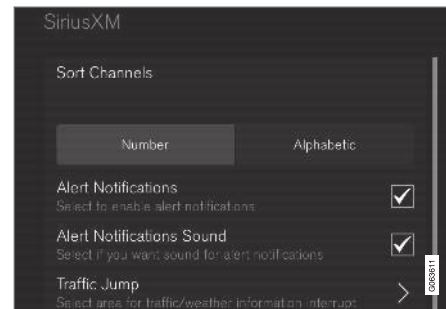 SiriusXM
Sort Channels
Number
Alphabetic
Alert Notifications
Select to enable alert notifications
Alert Notifications Sound
Select if you want sound for alert notifications
Traffic Jump
Select area for traffic/weather information interrupt
G063611